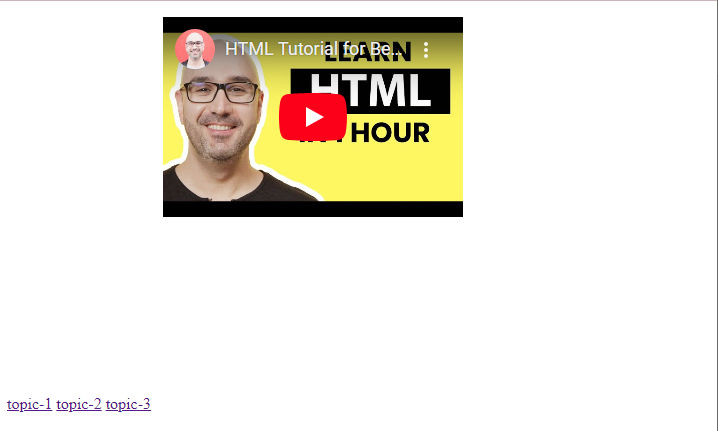 HTML Tutorial for Be...
LEARN
HTML
HOUR
topic-1 topic-2 topic-3